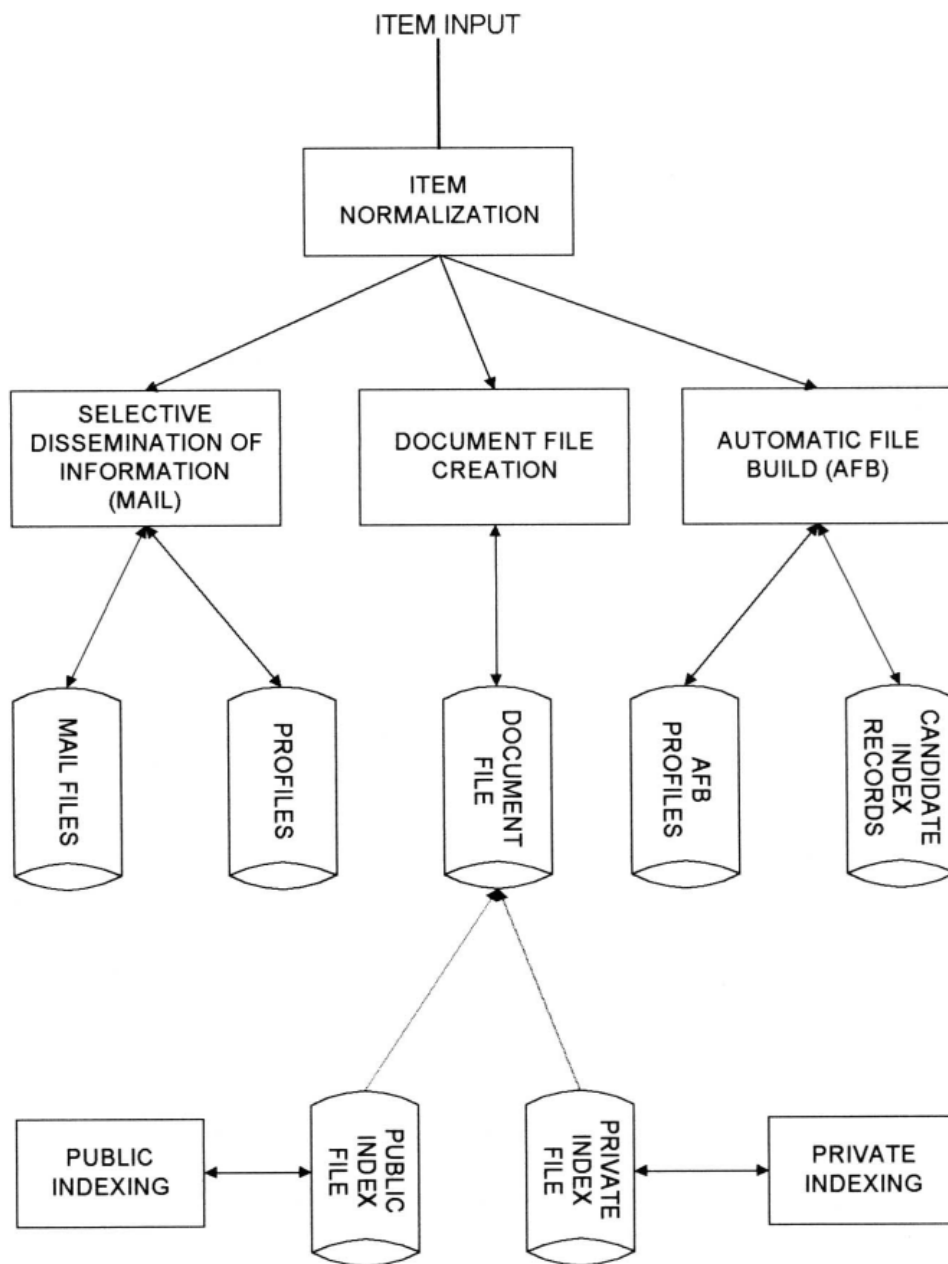 ITEM INPUT
ITEM
NORMALIZATION
SELECTIVE
DISSEMINATION OF
INFORMATION
(MAIL)
DOCUMENT FILE
CREATION
AUTOMATIC FILE
BUILD (AFB)
MAIL FILES
PROFILES
DOCUMENT
FILE
AFB
PROFILES
CANDIDATE
INDEX
RECORDS
PUBLIC
INDEXING
PUBLIC
INDEX
FILE
PRIVATE
INDEX
FILE
PRIVATE
INDEXING